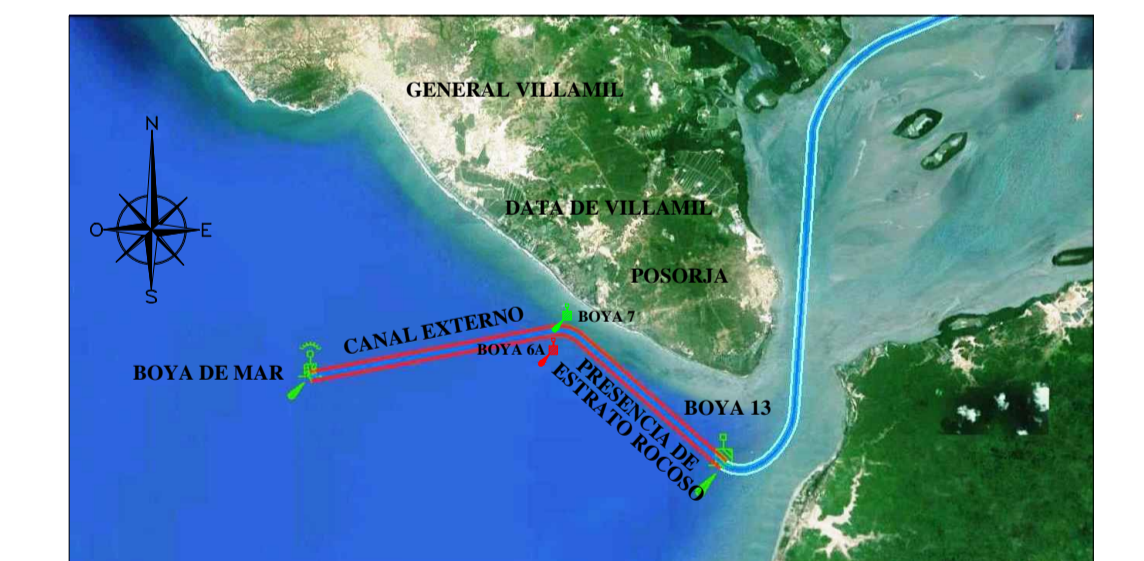 GENERAL VILLAMIL
N
DATA DE VILLAMIL
O
E
POSORJA
S
BOYA 7
CANAL EXTERNO
BOYA 6A
BOYA DE MAR
PRESENCIA DE
ESTRATO ROCOSO
BOYA 13